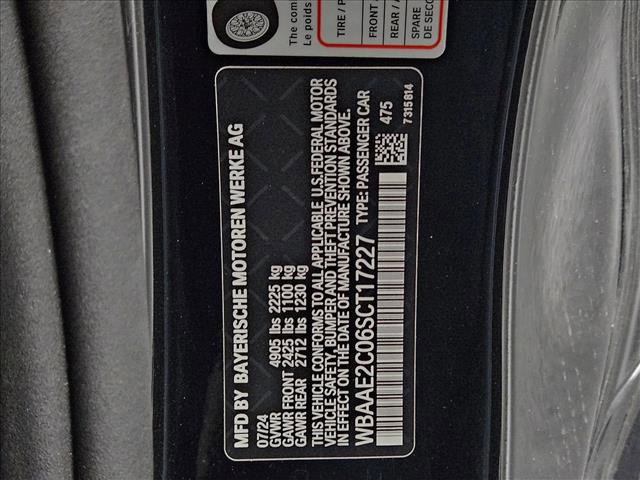 The com
Le poids
TIRE / P
FRONT
REAR / A
SPARE
DE SECO
MFD BY BAYERISCHE MOTOREN WERKE AG
07/24
GVWR 4905 lbs 2225 kg
GAWR FRONT 2425 lbs 1100 kg
GAWR REAR 2712 lbs 1230 kg
THIS VEHICLE CONFORMS TO ALL APPLICABLE U.S.FEDERAL MOTOR
VEHICLE SAFETY, BUMPER AND THEFT PREVENTION STANDARDS
IN EFFECT ON THE DATE OF MANUFACTURE SHOWN ABOVE.
WBAAE2C06SCT17227 TYPE: PASSENGER CAR
475
7315814